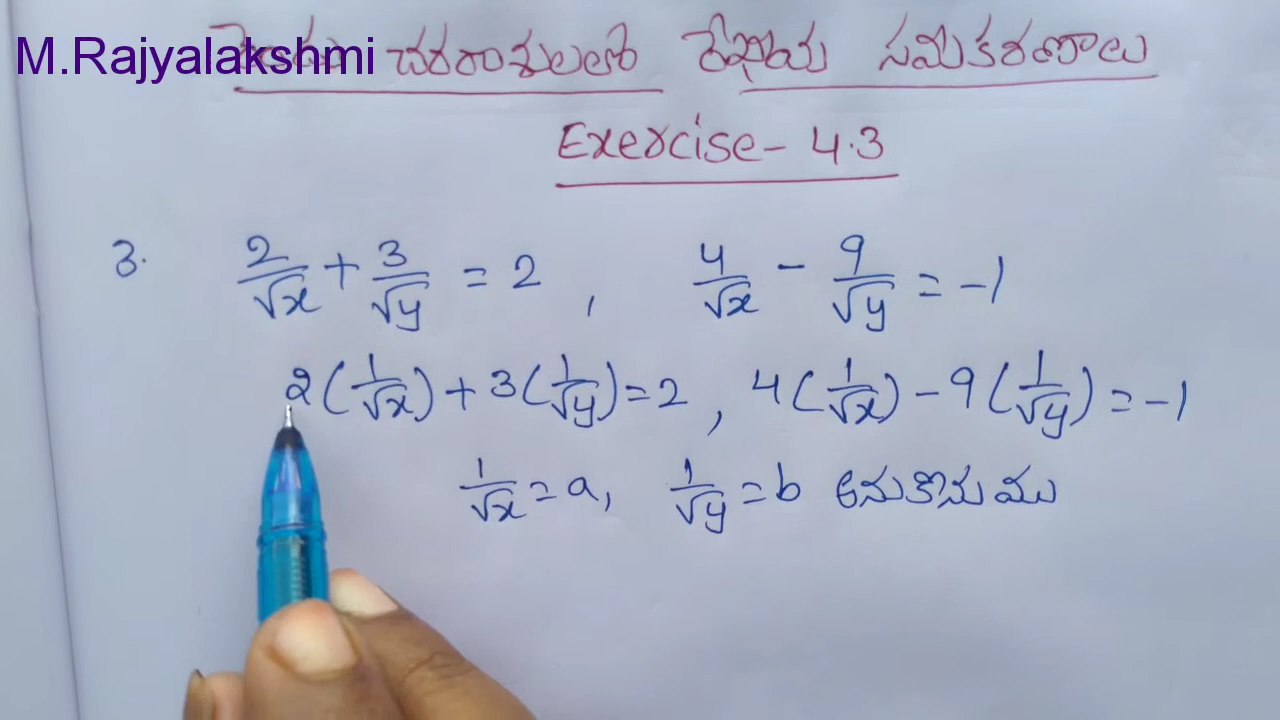 M.Rajyalakshmi
చరరాశులలో రేఖీయ సమీకరణాలు
Exercise- 4.3
3. 2/√x + 3/√y = 2 , 4/√x - 9/√y = -1
2(1/√x) + 3(1/√y) = 2 , 4(1/√x) - 9(1/√y) = -1
1/√x = a, 1/√y = b అనుకొనుము